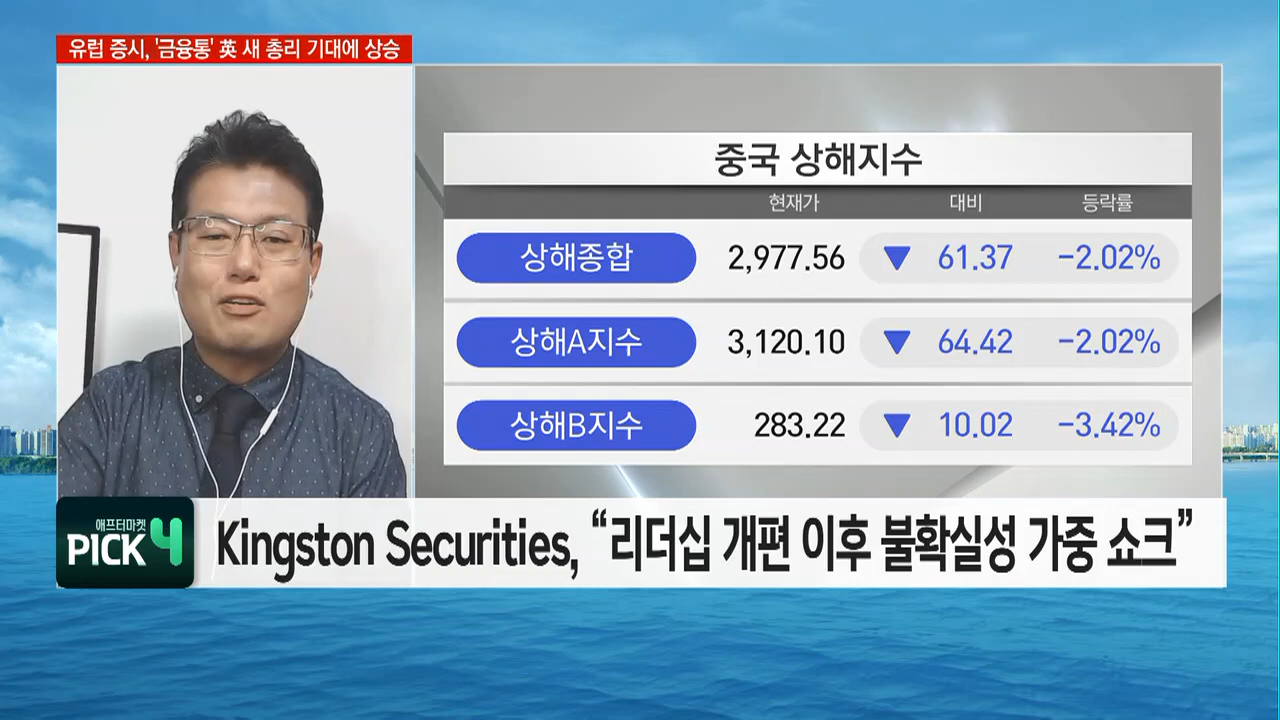 유럽 증시, '금융통' 英 새 총리 기대에 상승
중국 상해지수
현재가 대비 등락률
상해종합 2,977.56 ▼ 61.37 -2.02%
상해A지수 3,120.10 ▼ 64.42 -2.02%
상해B지수 283.22 ▼ 10.02 -3.42%
애프터마켓
PICK 4
Kingston Securities, “리더십 개편 이후 불확실성 가중 쇼크”